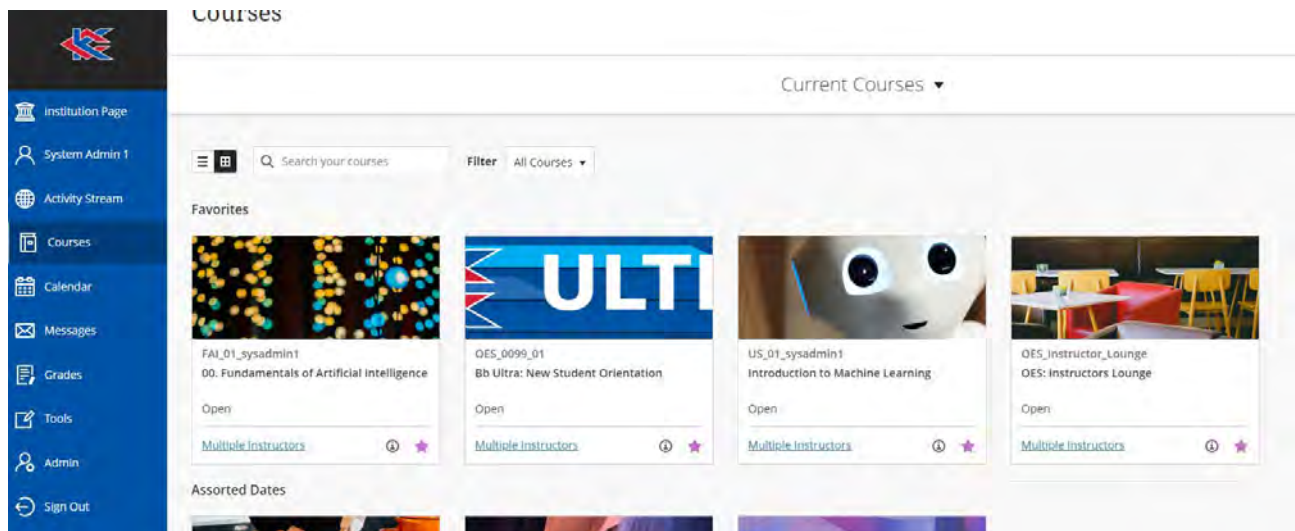 Courses
Current Courses
Institution Page
System Admin 1
Activity Stream
Courses
Calendar
Messages
Grades
Tools
Admin
Sign Out
Search your courses
Filter All Courses
Favorites
ULTI
FAI_01_sysadmin1
00. Fundamentals of Artificial Intelligence
Open
Multiple Instructors
OES_0099_01
Bb Ultra: New Student Orientation
Open
Multiple Instructors
US_01_sysadmin1
Introduction to Machine Learning
Open
Multiple Instructors
OES_Instructor_Lounge
OES: Instructors Lounge
Open
Multiple Instructors
Assorted Dates